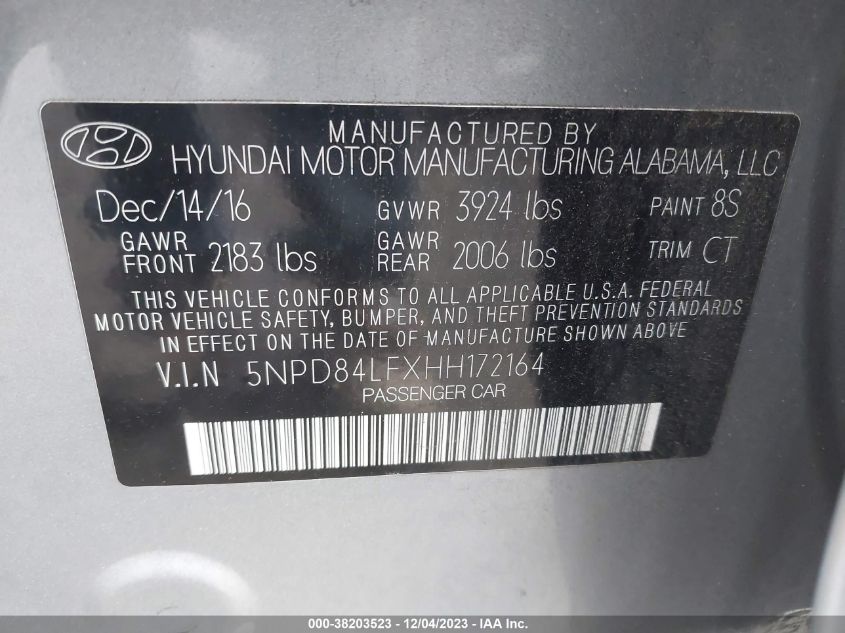 MANUFACTURED BY
HYUNDAI MOTOR MANUFACTURING ALABAMA, LLC
Dec/14/16 GVWR 3924 lbs PAINT 8S
GAWR FRONT 2183 lbs GAWR REAR 2006 lbs TRIM CT
THIS VEHICLE CONFORMS TO ALL APPLICABLE U.S.A. FEDERAL
MOTOR VEHICLE SAFETY, BUMPER, AND THEFT PREVENTION STANDARDS
IN EFFECT ON THE DATE OF MANUFACTURE SHOWN ABOVE
V.I.N 5NPD84LFXHH172164
PASSENGER CAR
000-38203523 - 12/04/2023 - IAA Inc.